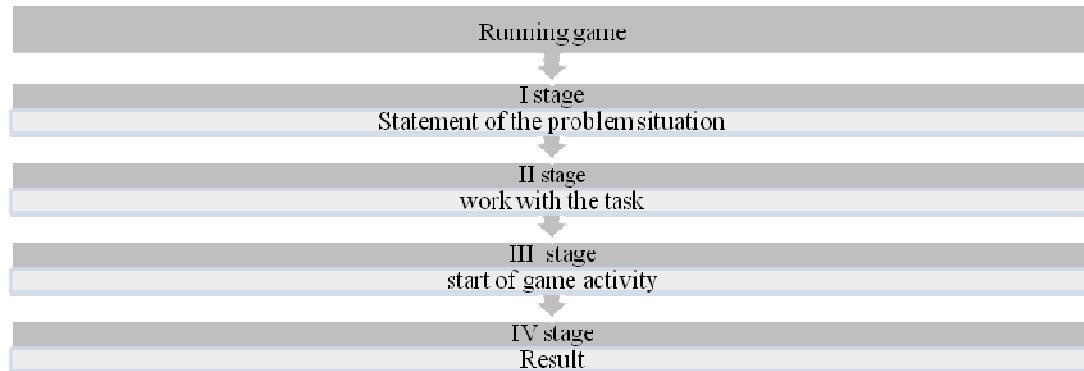 Running game
I stage
Statement of the problem situation
II stage
work with the task
III stage
start of game activity
IV stage
Result